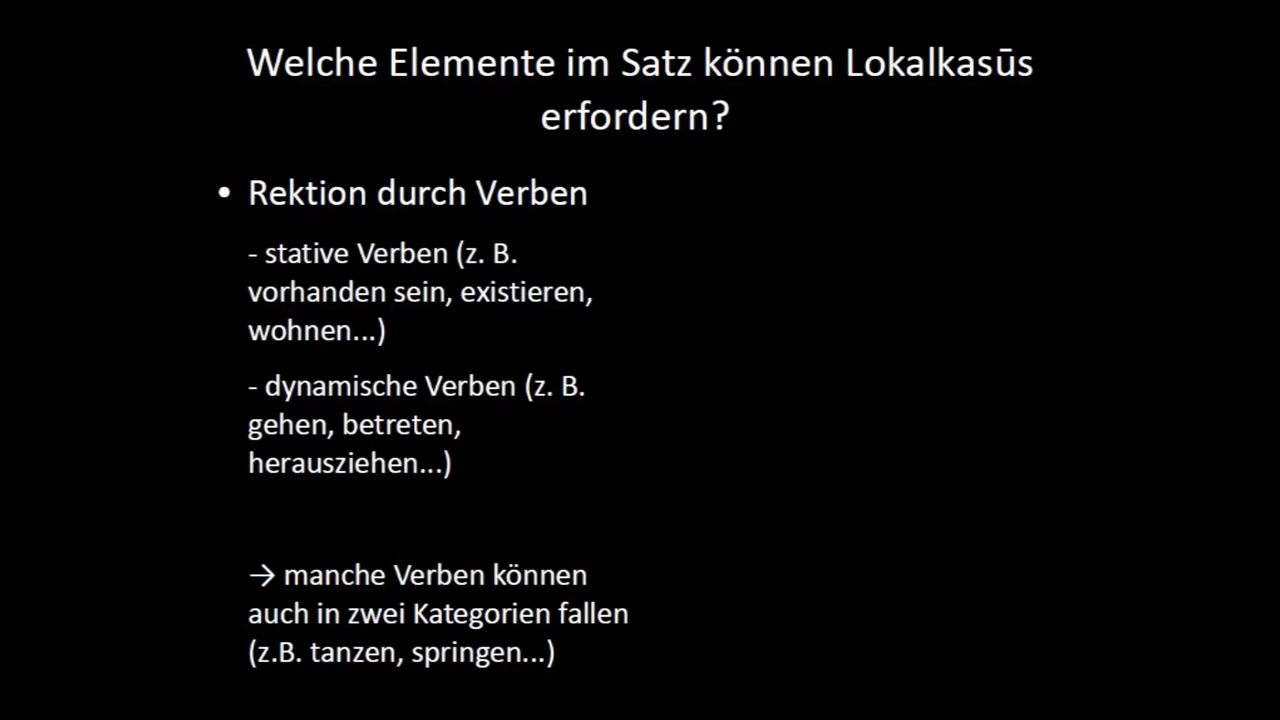 Welche Elemente im Satz können Lokalkasūs
erfordern?
• Rektion durch Verben
- stative Verben (z. B.
vorhanden sein, existieren,
wohnen...)
- dynamische Verben (z. B.
gehen, betreten,
herausziehen...)
→ manche Verben können
auch in zwei Kategorien fallen
(z.B. tanzen, springen...)